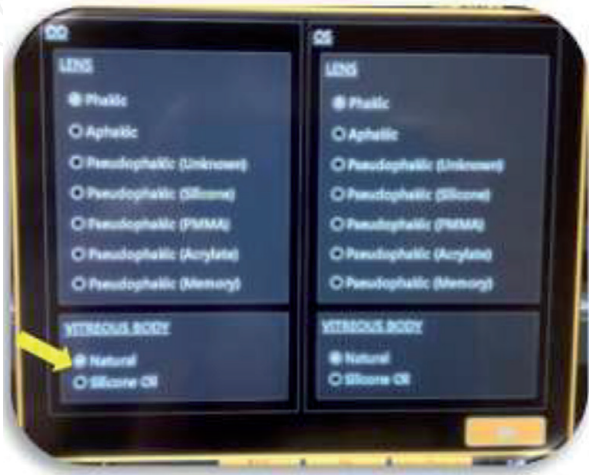 OD
LENS
Phakic
Aphakic
Pseudophakic (Unknown)
Pseudophakic (Silicone)
Pseudophakic (PMMA)
Pseudophakic (Acrylate)
Pseudophakic (Memory)
VITREOUS BODY
Natural
Silicone Oil
OS
LENS
Phakic
Aphakic
Pseudophakic (Unknown)
Pseudophakic (Silicone)
Pseudophakic (PMMA)
Pseudophakic (Acrylate)
Pseudophakic (Memory)
VITREOUS BODY
Natural
Silicone Oil